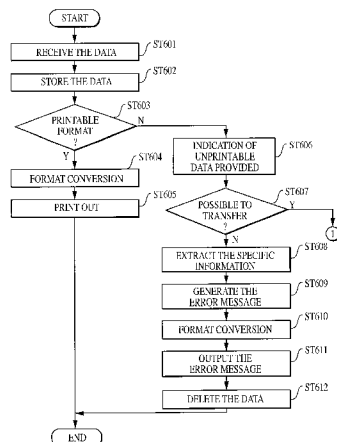 START
RECEIVE THE DATA
ST601
STORE THE DATA
ST602
PRINTABLE
FORMAT
?
ST603
N
Y
ST604
FORMAT CONVERSION
ST605
PRINT OUT
INDICATION OF
UNPRINTABLE
DATA PROVIDED
ST606
POSSIBLE TO
TRANSFER
?
ST607
Y
1
N
EXTRACT THE SPECIFIC
INFORMATION
ST608
GENERATE THE
ERROR MESSAGE
ST609
FORMAT CONVERSION
ST610
OUTPUT THE
ERROR MESSAGE
ST611
DELETE THE DATA
ST612
END